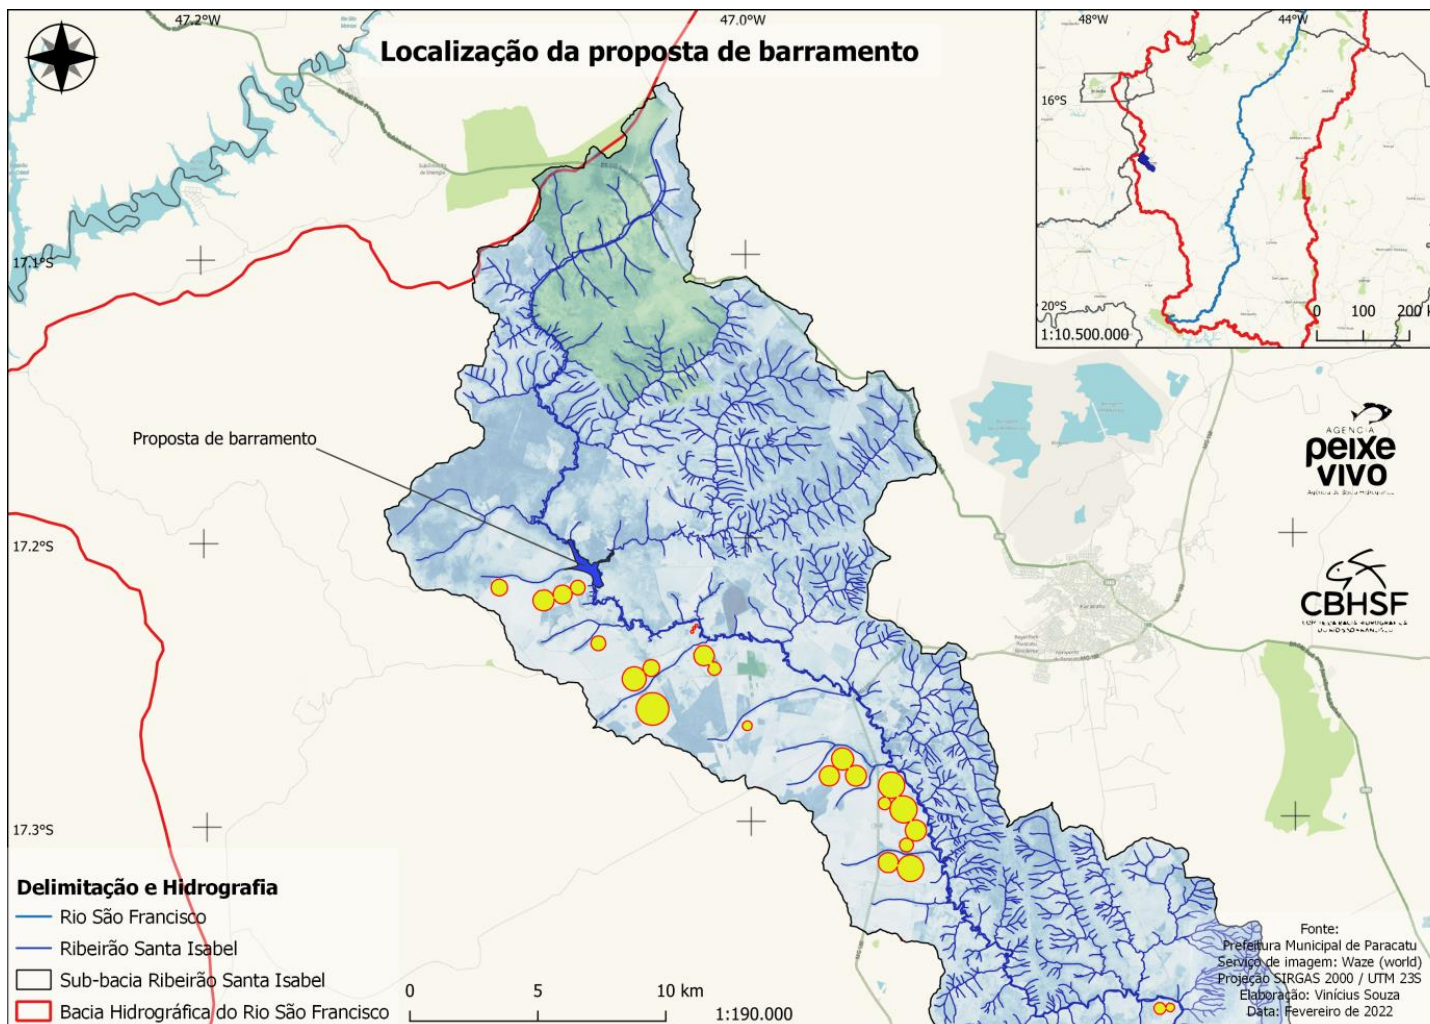 47.2°W
47.0°W
Localização da proposta de barramento
48°W
44°W
16°S
20°S
0 100 200 k
1:10.500.000
17.1°S
Proposta de barramento
AGÊNCIA
peixe
vivo
17.2°S
CBHSF
17.3°S
Delimitação e Hidrografia
Rio São Francisco
Ribeirão Santa Isabel
Sub-bacia Ribeirão Santa Isabel
Bacia Hidrográfica do Rio São Francisco
0 5 10 km
1:190.000
Fonte:
Prefeitura Municipal de Paracatu
Serviço de imagem: Waze (world)
Projeção SIRGAS 2000 / UTM 23S
Elaboração: Vinícius Souza
Data: Fevereiro de 2022